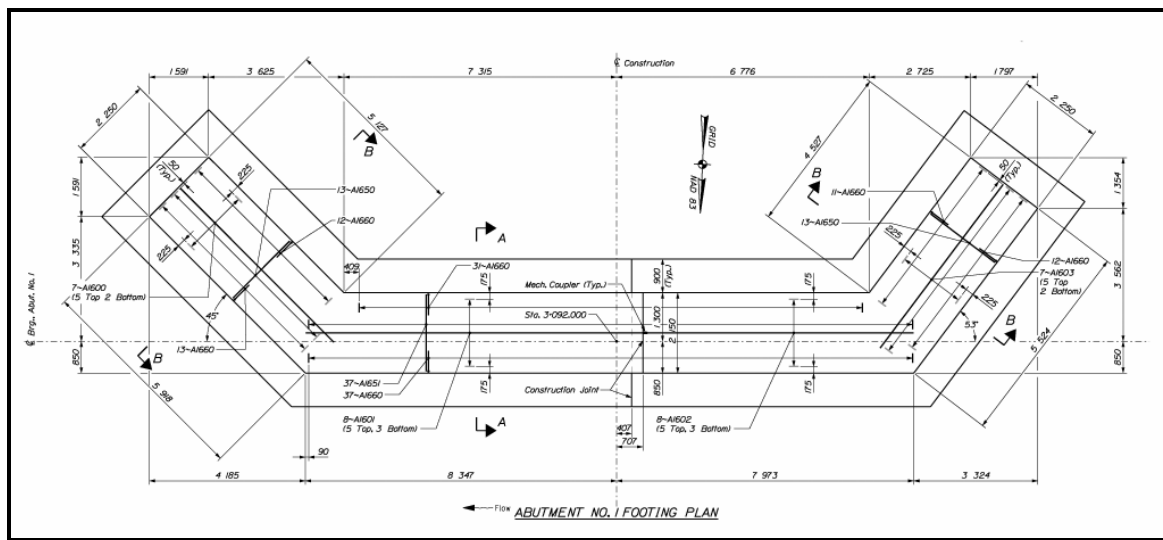 ℄ Construction
1 591
3 625
7 315
6 776
2 725
1 797
2 250
5 127
2 250
4 527
GRID
NAD 83
B
B
50
(Typ.)
225
13~A1650
12~A1660
1 591
3 335
225
11~A1660
13~A1650
50
(Typ.)
1 354
225
12~A1660
7~A1603
(5 Top
2 Bottom)
225
3 562
A
409
31~A1660
175
Mech. Coupler (Typ.)
900
(Typ.)
175
7~A1600
(5 Top 2 Bottom)
Sta. 3+092.000
1 300
2 150
℄ Brg., Abut. No. 1
45°
13~A1660
53°
B
B
850
850
850
5 918
5 524
37~A1651
37~A1660
175
Construction Joint
175
8~A1601
(5 Top, 3 Bottom)
A
8~A1602
(5 Top, 3 Bottom)
407
707
90
4 185
8 347
7 973
3 324
Flow
ABUTMENT NO. 1 FOOTING PLAN